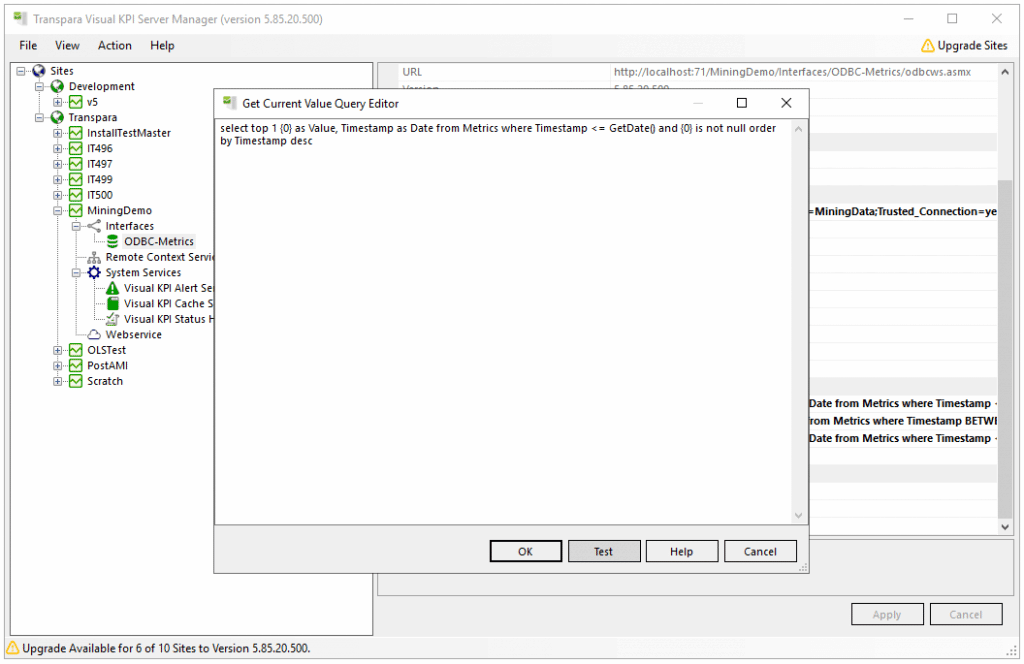 Transpara Visual KPI Server Manager (version 5.85.20.500)
File View Action Help
Upgrade Sites
Sites
Development
v5
Transpara
InstallTestMaster
IT496
IT497
IT499
IT500
MiningDemo
Interfaces
ODBC-Metrics
Remote Context Servi
System Services
Visual KPI Alert Se
Visual KPI Cache S
Visual KPI Status H
Webservice
OLSTest
PostAMI
Scratch
URL http://localhost:71/MiningDemo/Interfaces/ODBC-Metrics/odbcws.asmx
Version 5.85.20.500
Get Current Value Query Editor
select top 1 {0} as Value, Timestamp as Date from Metrics where Timestamp <= GetDate() and {0} is not null order
by Timestamp desc
=MiningData;Trusted_Connection=ye
Date from Metrics where Timestamp
rom Metrics where Timestamp BETWE
Date from Metrics where Timestamp
OK Test Help Cancel
Apply Cancel
Upgrade Available for 6 of 10 Sites to Version 5.85.20.500.